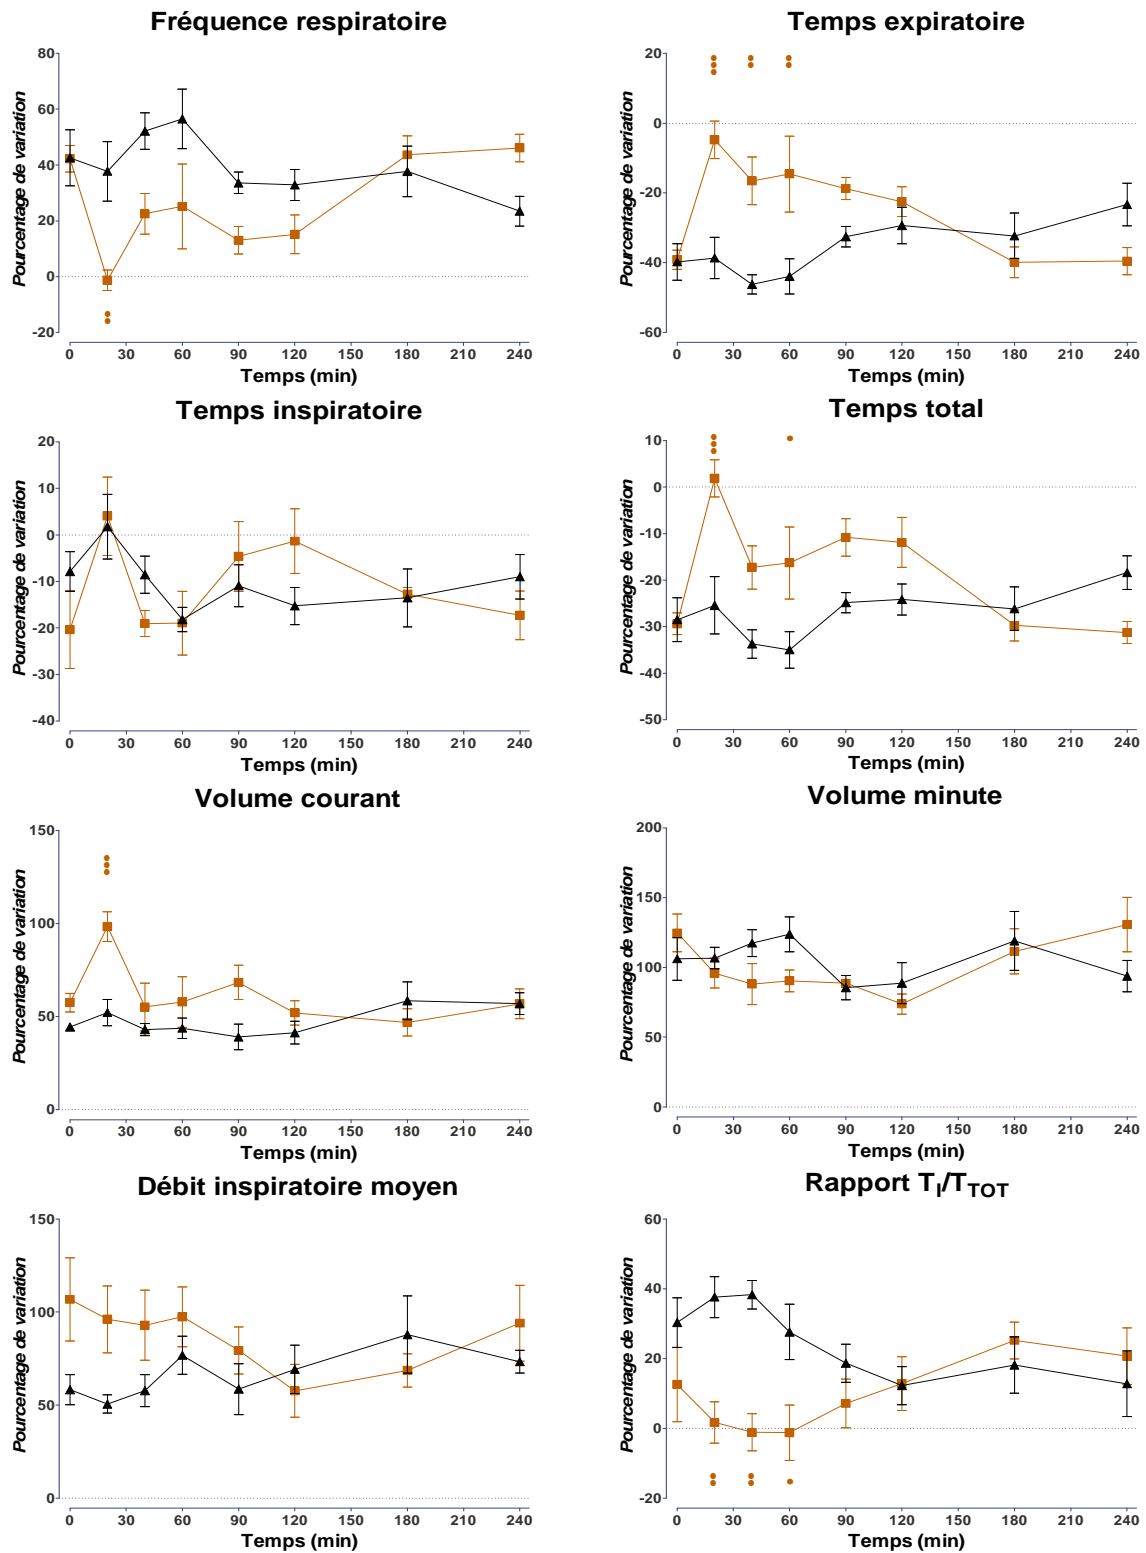 Fréquence respiratoire
80
60
40
20
0
-20
Pourcentage de variation
0 30 60 90 120 150 180 210 240
Temps (min)
Temps expiratoire
20
0
-20
-40
-60
Pourcentage de variation
0 30 60 90 120 150 180 210 240
Temps (min)
Temps inspiratoire
20
10
0
-10
-20
-30
-40
Pourcentage de variation
0 30 60 90 120 150 180 210 240
Temps (min)
Temps total
10
0
-10
-20
-30
-40
-50
Pourcentage de variation
0 30 60 90 120 150 180 210 240
Temps (min)
Volume courant
150
100
50
0
Pourcentage de variation
0 30 60 90 120 150 180 210 240
Temps (min)
Volume minute
200
150
100
50
0
Pourcentage de variation
0 30 60 90 120 150 180 210 240
Temps (min)
Débit inspiratoire moyen
150
100
50
0
Pourcentage de variation
0 30 60 90 120 150 180 210 240
Temps (min)
Rapport TI/TTOT
60
40
20
0
-20
Pourcentage de variation
0 30 60 90 120 150 180 210 240
Temps (min)